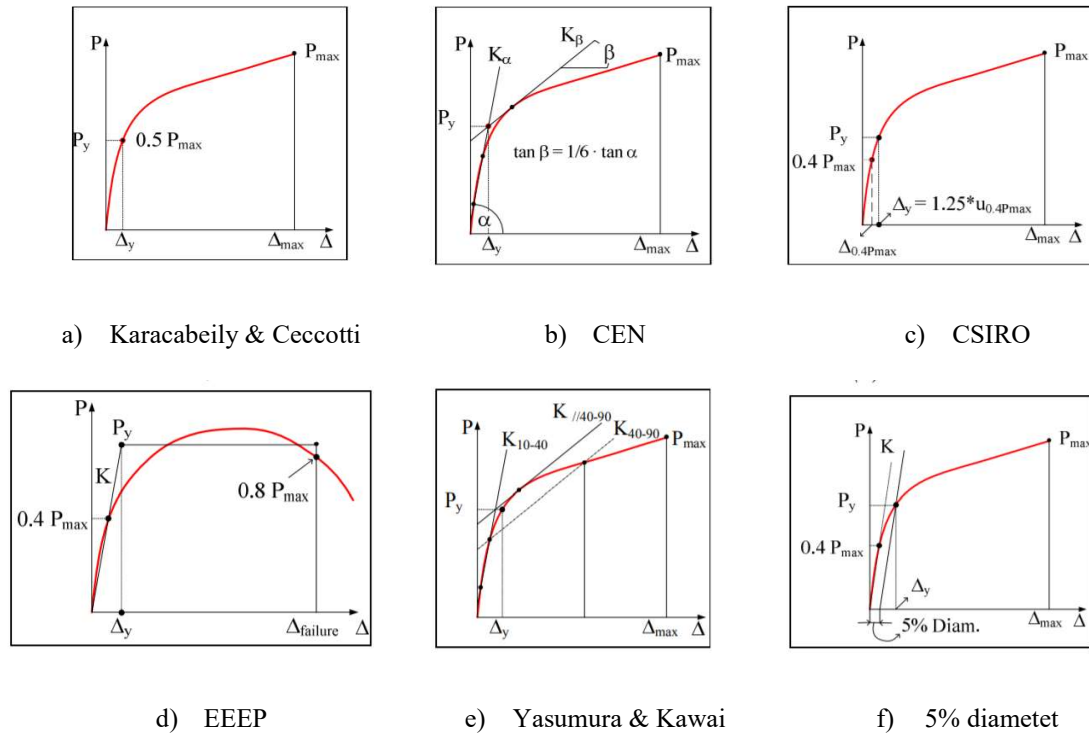 P
P_max
P_y
0.5 P_max
Δ_y
Δ_max
Δ
P
K_α
K_β
β
P_max
P_y
tan β = 1/6 · tan α
α
Δ_y
Δ_max
Δ
P
P_max
P_y
0.4 P_max
Δ_y = 1.25*u_0.4Pmax
Δ_0.4Pmax
Δ_max
Δ
a) Karacabeily & Ceccotti
b) CEN
c) CSIRO
P
P_y
K
0.4 P_max
0.8 P_max
Δ_y
Δ_failure
Δ
P
K_10-40
K_//40-90
K_40-90
P_max
P_y
Δ_y
Δ_max
Δ
P
K
P_max
P_y
0.4 P_max
Δ_y
5% Diam.
Δ_max
Δ
d) EEEP
e) Yasumura & Kawai
f) 5% diametet